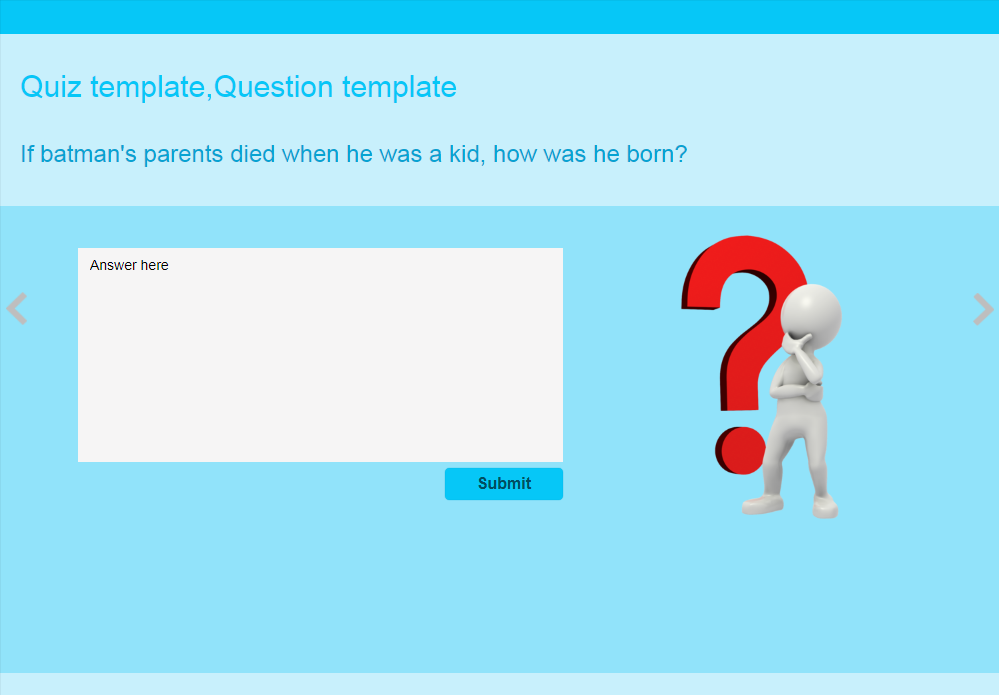 Quiz template,Question template
If batman's parents died when he was a kid, how was he born?
Answer here
Submit